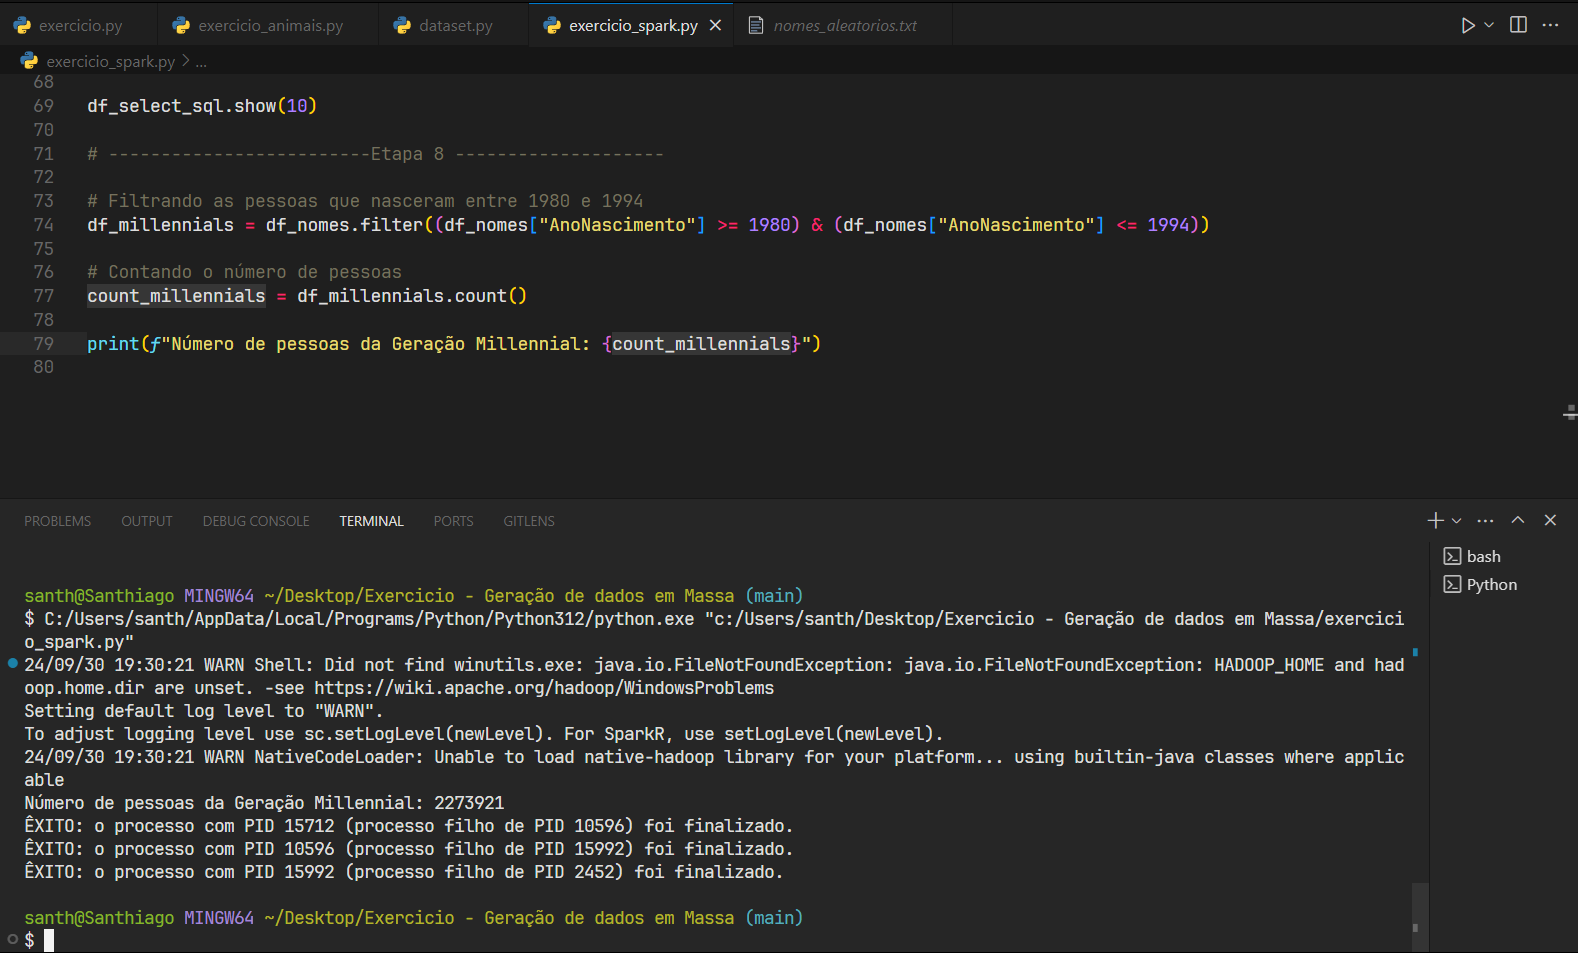 exercicio.py exercicio_animais.py dataset.py exercicio_spark.py nomes_aleatorios.txt
exercicio_spark.py > ...
68
69 df_select_sql.show(10)
70
71 # -------------------------Etapa 8 --------------------
72
73 # Filtrando as pessoas que nasceram entre 1980 e 1994
74 df_millennials = df_nomes.filter((df_nomes["AnoNascimento"] >= 1980) & (df_nomes["AnoNascimento"] <= 1994))
75
76 # Contando o número de pessoas
77 count_millennials = df_millennials.count()
78
79 print(f"Número de pessoas da Geração Millennial: {count_millennials}")
80
PROBLEMS OUTPUT DEBUG CONSOLE TERMINAL PORTS GITLENS
bash
Python
santh@Santhiago MINGW64 ~/Desktop/Exercicio - Geração de dados em Massa (main)
$ C:/Users/santh/AppData/Local/Programs/Python/Python312/python.exe "c:/Users/santh/Desktop/Exercicio - Geração de dados em Massa/exercici
o_spark.py"
24/09/30 19:30:21 WARN Shell: Did not find winutils.exe: java.io.FileNotFoundException: java.io.FileNotFoundException: HADOOP_HOME and had
oop.home.dir are unset. -see https://wiki.apache.org/hadoop/WindowsProblems
Setting default log level to "WARN".
To adjust logging level use sc.setLogLevel(newLevel). For SparkR, use setLogLevel(newLevel).
24/09/30 19:30:21 WARN NativeCodeLoader: Unable to load native-hadoop library for your platform... using builtin-java classes where applic
able
Número de pessoas da Geração Millennial: 2273921
ÊXITO: o processo com PID 15712 (processo filho de PID 10596) foi finalizado.
ÊXITO: o processo com PID 10596 (processo filho de PID 15992) foi finalizado.
ÊXITO: o processo com PID 15992 (processo filho de PID 2452) foi finalizado.
santh@Santhiago MINGW64 ~/Desktop/Exercicio - Geração de dados em Massa (main)
$